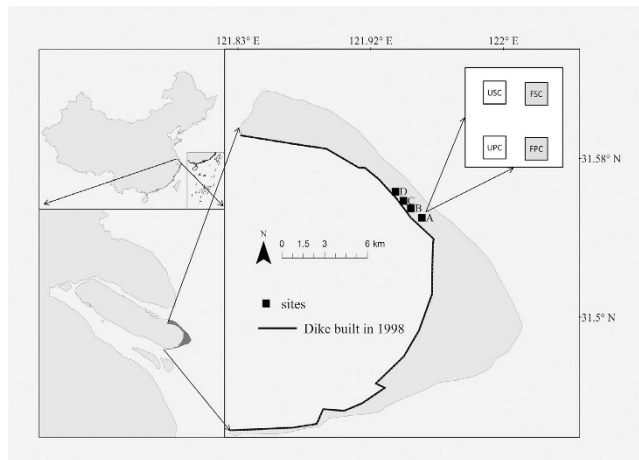 121.83° E
121.92° E
122° E
USC
FSC
UPC
FPC
31.58° N
D
C
B
A
N
0 1.5 3 6 km
sites
Dike built in 1998
31.5° N